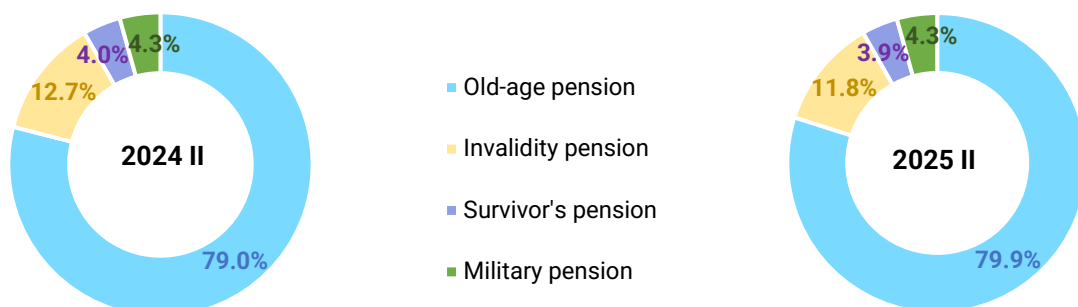 4.0%
4.3%
12.7%
2024 II
79.0%
Old-age pension
Invalidity pension
Survivor's pension
Military pension
3.9%
4.3%
11.8%
2025 II
79.9%